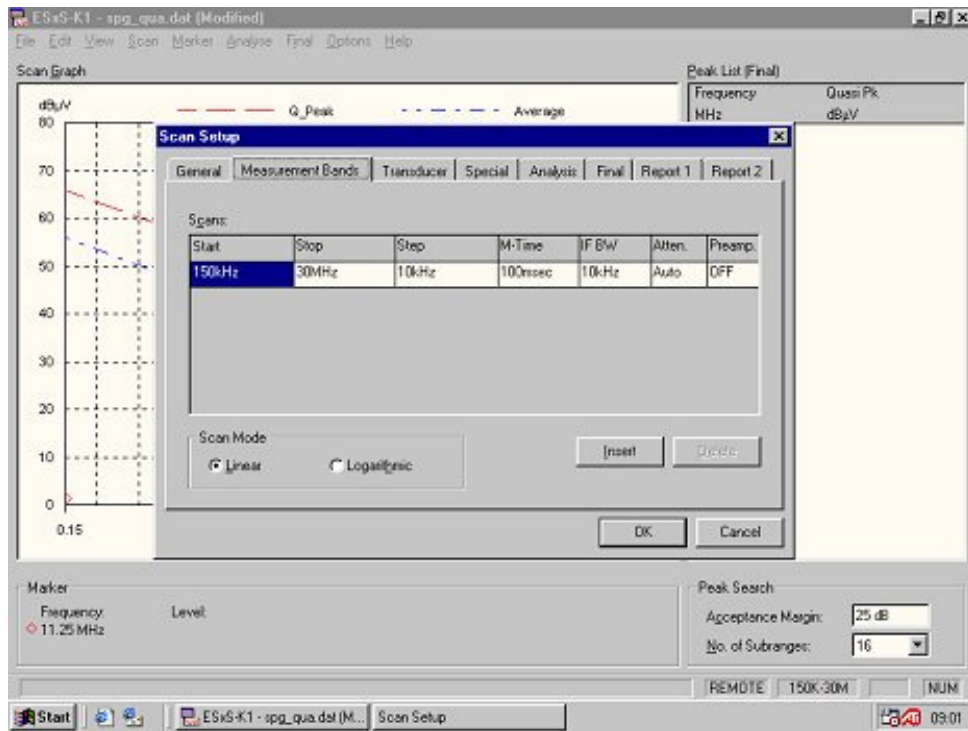 ESxS-K1 - spg_qua.dat (Modified)
File Edit View Scan Marker Analyse Final Options Help
Scan Graph
Peak List (Final)
Frequency Quasi Pk
MHz dBµV
dBµV
Q_Peak
Average
80
70
60
50
40
30
20
10
0
0.15
Scan Setup
General Measurement Bands Transducer Special Analysis Final Report 1 Report 2
Scans:
Start Stop Step M-Time IF BW Atten. Preamp.
150kHz 30MHz 10kHz 100msec 10kHz Auto OFF
Scan Mode
Linear Logarithmic
Insert Delete
OK Cancel
Marker
Frequency: Level:
11.25 MHz
Peak Search
Acceptance Margin: 25 dB
No. of Subranges: 16
REMOTE 150K-30M NUM
Start ESxS-K1 - spg_qua.dat (M... Scan Setup 09:01